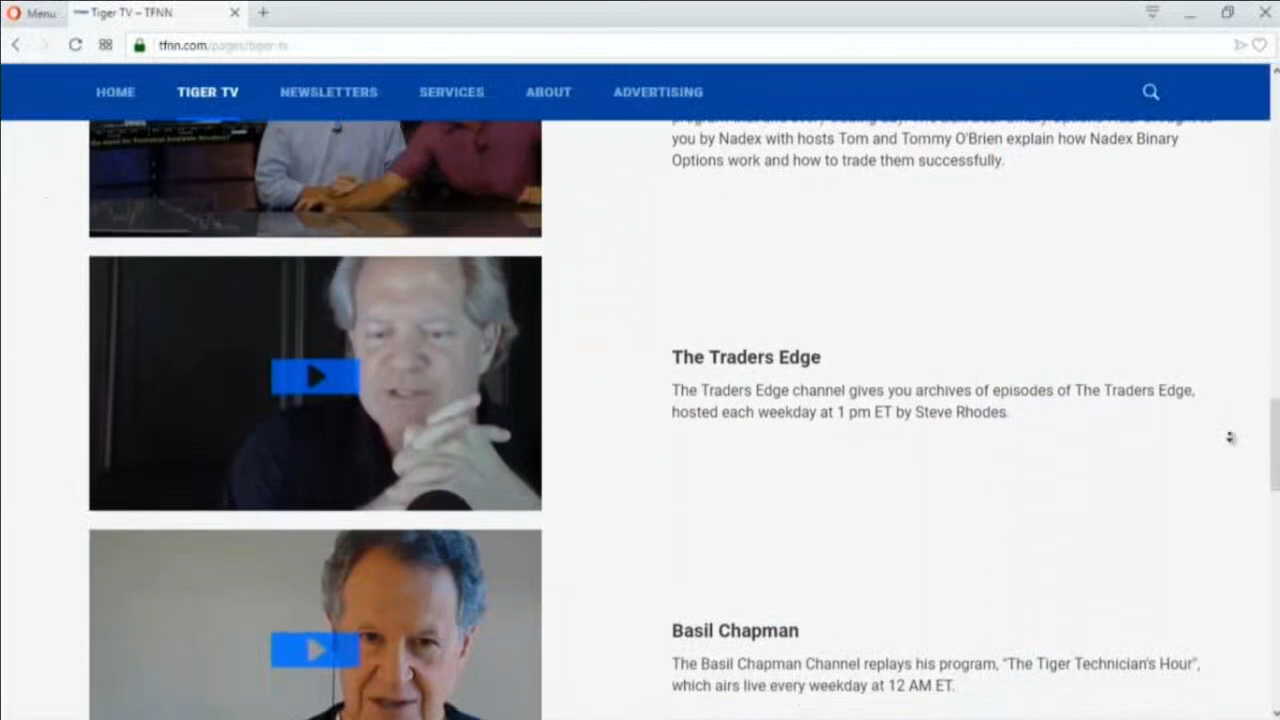 Menu
Tiger TV – TFNN
tfnn.com/pages/tiger-tv
HOME
TIGER TV
NEWSLETTERS
SERVICES
ABOUT
ADVERTISING
you by Nadex with hosts Tom and Tommy O'Brien explain how Nadex Binary
Options work and how to trade them successfully.
The Traders Edge
The Traders Edge channel gives you archives of episodes of The Traders Edge,
hosted each weekday at 1 pm ET by Steve Rhodes.
Basil Chapman
The Basil Chapman Channel replays his program, "The Tiger Technician's Hour",
which airs live every weekday at 12 AM ET.